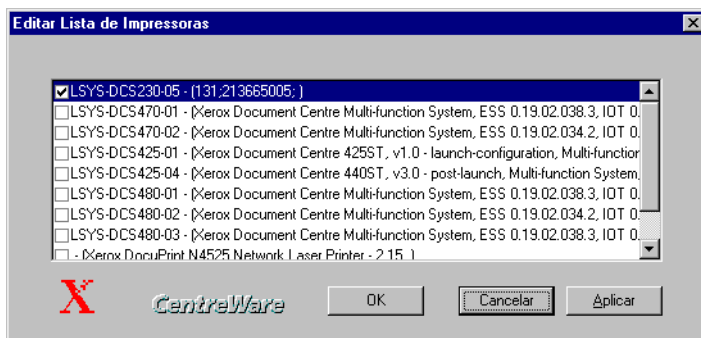 Editar Lista de Impressoras
LSYS-DCS230-05 - (131;213665005; )
LSYS-DCS470-01 - (Xerox Document Centre Multi-function System, ESS 0.19.02.038.3, IOT 0.
LSYS-DCS470-02 - (Xerox Document Centre Multi-function System, ESS 0.19.02.034.2, IOT 0.
LSYS-DCS425-01 - (Xerox Document Centre 425ST, v1.0 - launch-configuration, Multi-function
LSYS-DCS425-04 - (Xerox Document Centre 440ST, v3.0 - post-launch, Multi-function System,
LSYS-DCS480-01 - (Xerox Document Centre Multi-function System, ESS 0.19.02.038.3, IOT 0.
LSYS-DCS480-02 - (Xerox Document Centre Multi-function System, ESS 0.19.02.034.2, IOT 0.
LSYS-DCS480-03 - (Xerox Document Centre Multi-function System, ESS 0.19.02.038.3, IOT 0.
- (Xerox DocuPrint N4525 Network Laser Printer - 2.15 )
X CentreWare OK Cancelar Aplicar